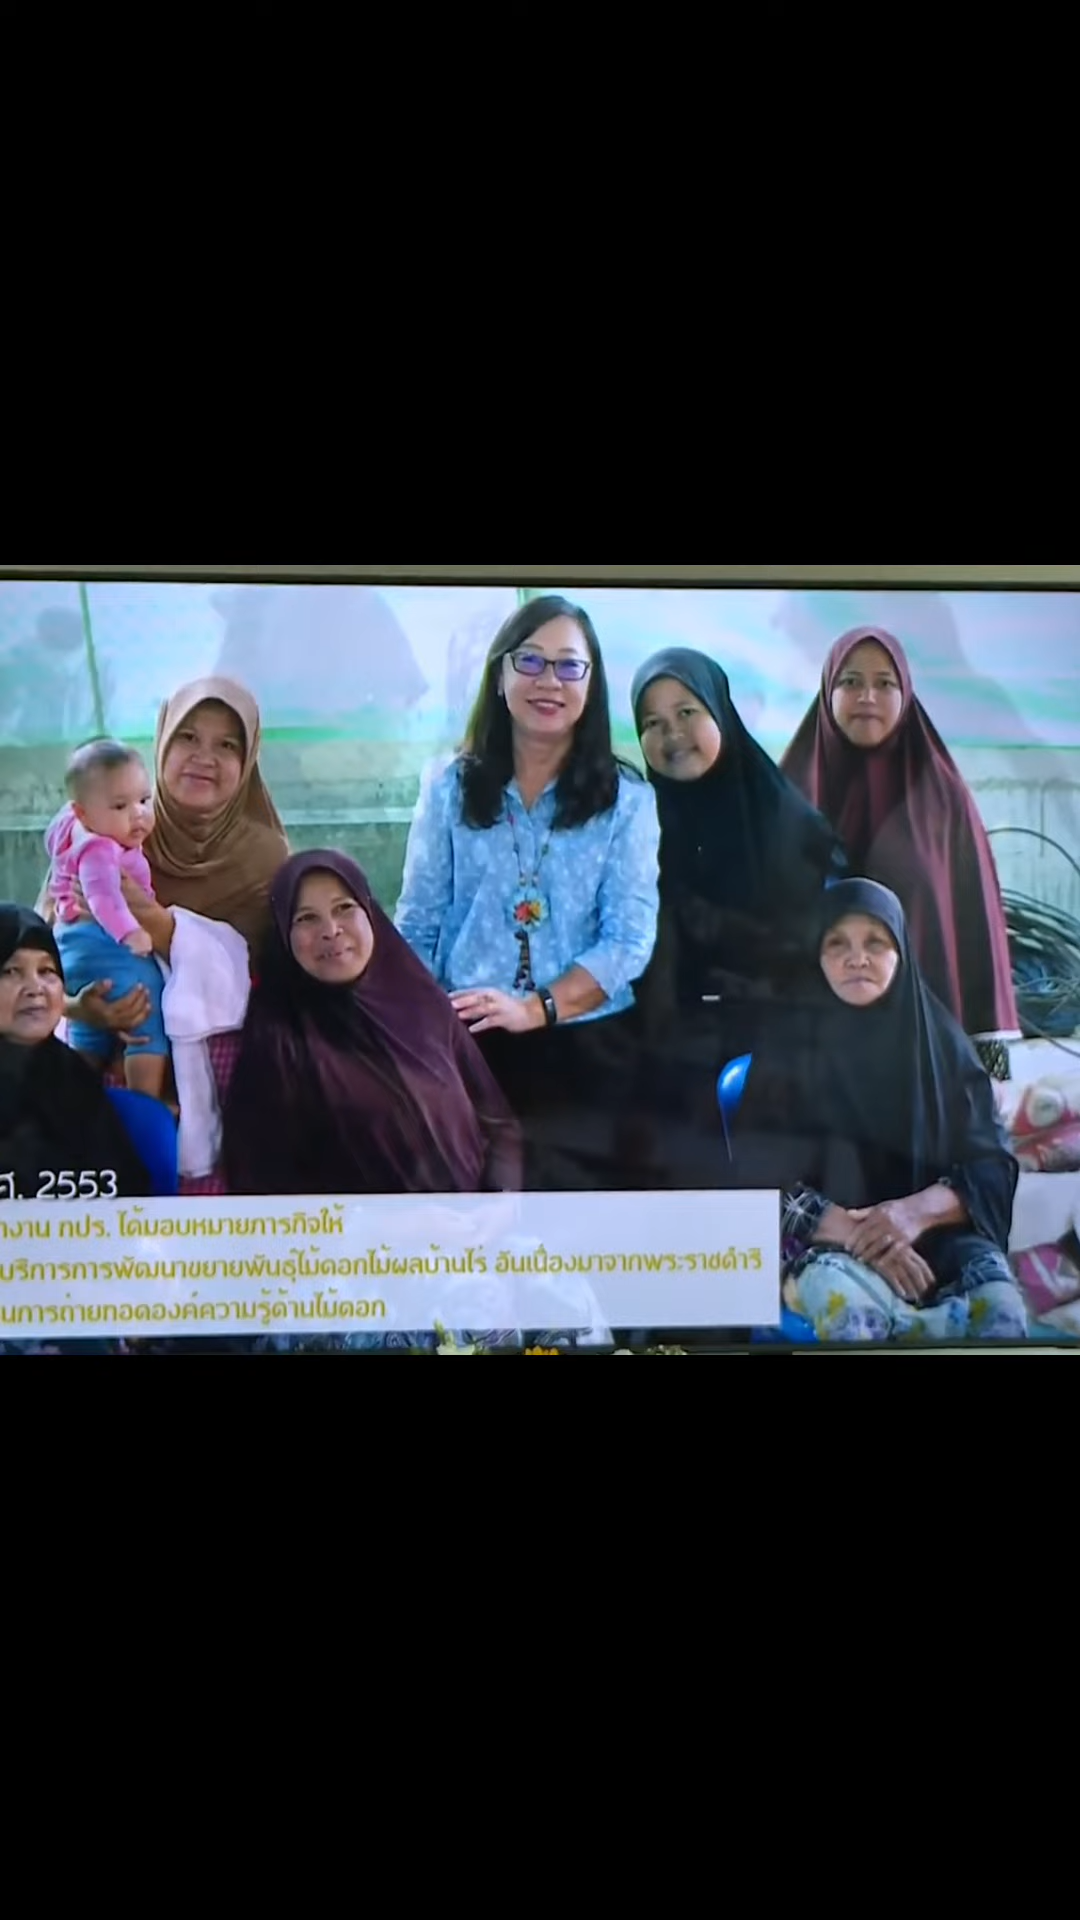 ศ. 2553
งาน กปร. ได้มอบหมายภารกิจให้
บริการการพัฒนาขยายพันธุ์ไม้ดอกไม้ผลบ้านไร่ อันเนื่องมาจากพระราชดำริ
นการถ่ายทอดองค์ความรู้ด้านไม้ดอก